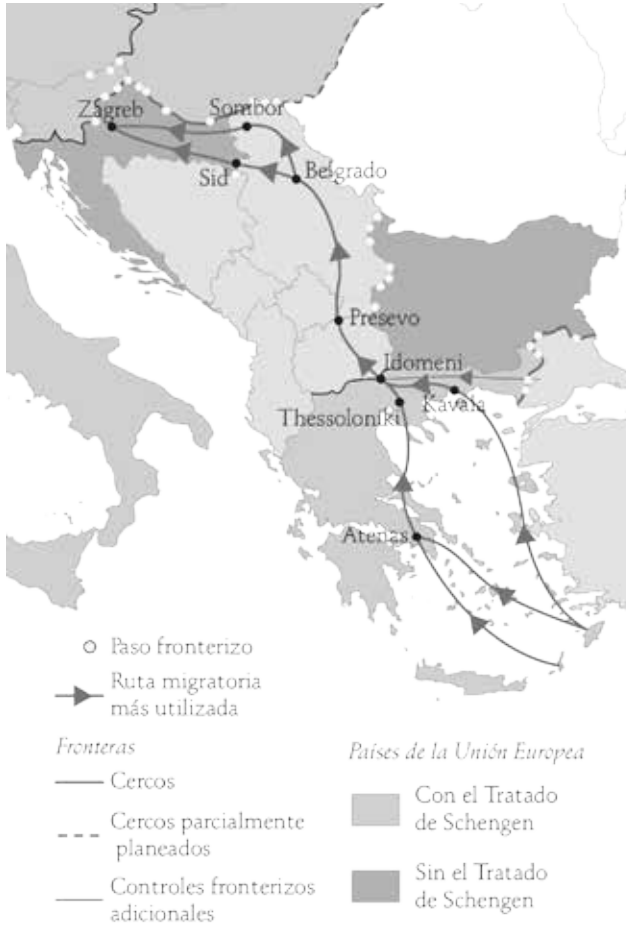 Zagreb
Sombor
Sid
Belgrado
Presevo
Idomeni
Kavala
Thessoloníki
Atenas
Paso fronterizo
Ruta migratoria
más utilizada
Fronteras
Cercos
Cercos parcialmente
planeados
Controles fronterizos
adicionales
Países de la Unión Europea
Con el Tratado
de Schengen
Sin el Tratado
de Schengen